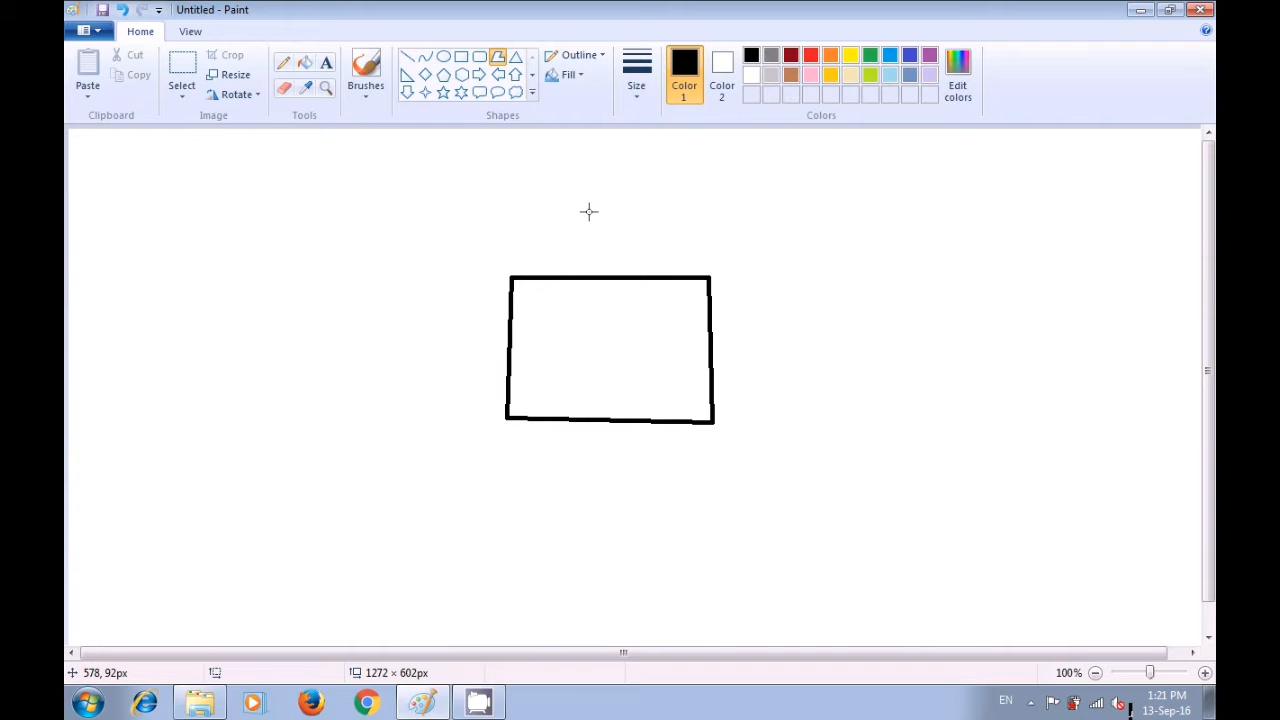 Untitled - Paint
Home View
Paste
Cut
Copy
Clipboard
Select
Crop
Resize
Rotate
Image
A
Tools
Brushes
Shapes
Outline
Fill
Size
Color 1
Color 2
Edit colors
Colors
578, 92px
1272 × 602px
100%
EN
1:21 PM
13-Sep-16